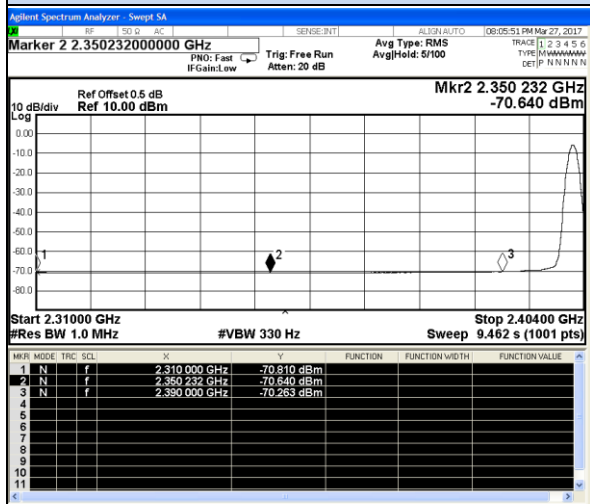 Agilent Spectrum Analyzer - Swept SA
RF 50 Ω AC SENSE:INT ALIGN AUTO 08:05:51 PM Mar 27, 2017
Marker 2 2.350232000000 GHz
PNO: Fast
IFGain:Low
Trig: Free Run
Atten: 20 dB
Avg Type: RMS
Avg|Hold: 5/100
TRACE 1 2 3 4 5 6
TYPE M
DET P N N N N N
Ref Offset 0.5 dB
10 dB/div Ref 10.00 dBm
Log
Mkr2 2.350 232 GHz
-70.640 dBm
0.00
-10.0
-20.0
-30.0
-40.0
-50.0
-60.0
-70.0
-80.0
1
2
3
Start 2.31000 GHz Stop 2.40400 GHz
#Res BW 1.0 MHz #VBW 330 Hz Sweep 9.462 s (1001 pts)
MKR MODE TRC SCL X Y FUNCTION FUNCTION WIDTH FUNCTION VALUE
1 N f 2.310 000 GHz -70.810 dBm
2 N f 2.350 232 GHz -70.640 dBm
3 N f 2.390 000 GHz -70.263 dBm
4
5
6
7
8
9
10
11